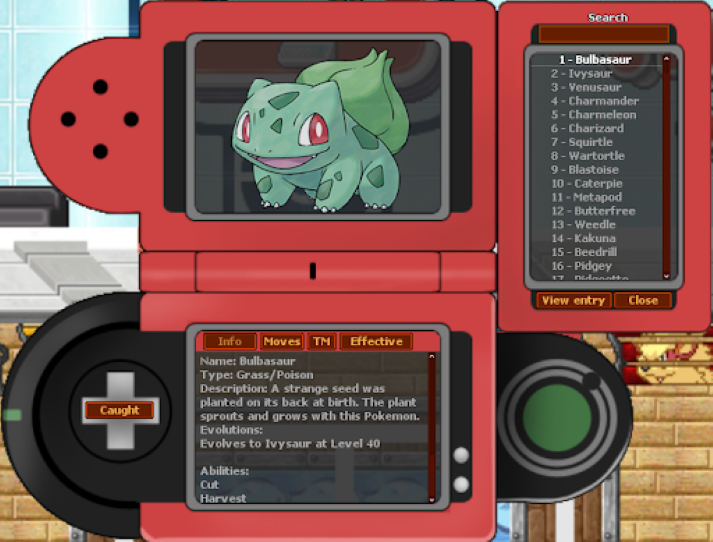 Search
1 - Bulbasaur
2 - Ivysaur
3 - Venusaur
4 - Charmander
5 - Charmeleon
6 - Charizard
7 - Squirtle
8 - Wartortle
9 - Blastoise
10 - Caterpie
11 - Metapod
12 - Butterfree
13 - Weedle
14 - Kakuna
15 - Beedrill
16 - Pidgey
17 - Pidgeotto
View entry Close
Info Moves TM Effective
Name: Bulbasaur
Type: Grass/Poison
Description: A strange seed was
planted on its back at birth. The plant
sprouts and grows with this Pokemon.
Evolutions:
Evolves to Ivysaur at Level 40
Abilities:
Cut
Harvest
Caught